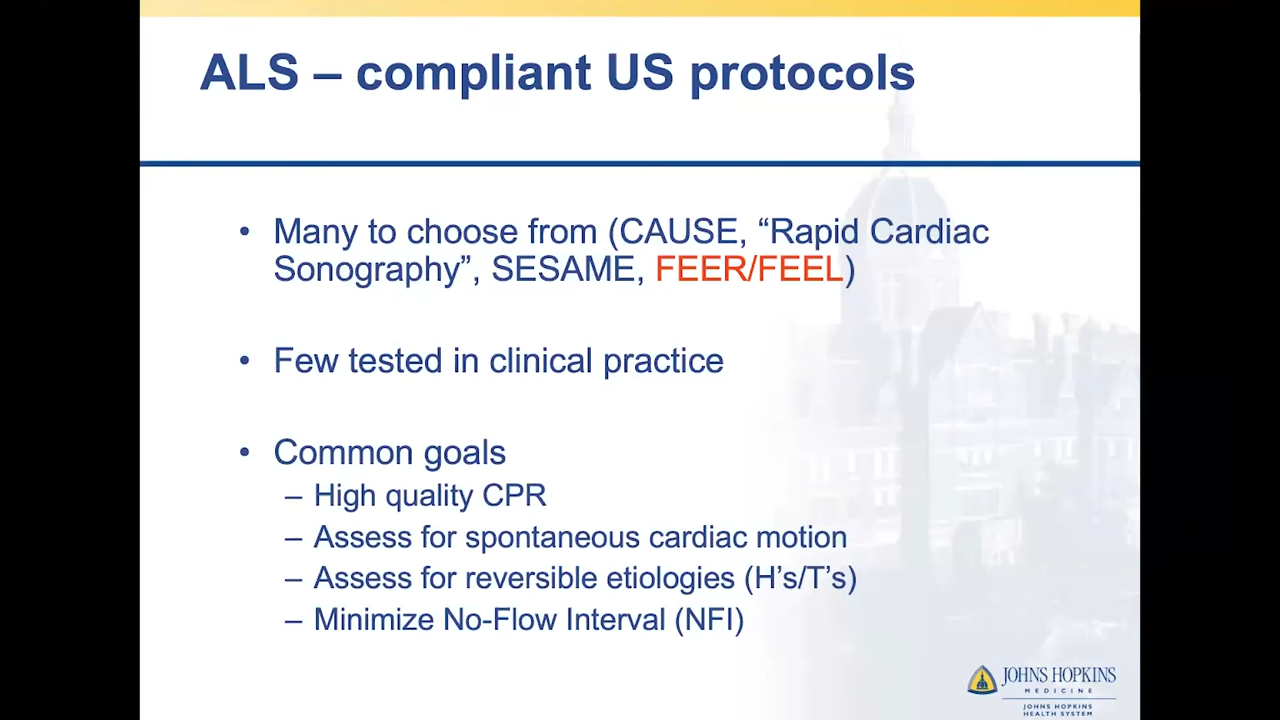 ALS – compliant US protocols
• Many to choose from (CAUSE, “Rapid Cardiac
Sonography”, SESAME, FEER/FEEL)
• Few tested in clinical practice
• Common goals
– High quality CPR
– Assess for spontaneous cardiac motion
– Assess for reversible etiologies (H’s/T’s)
– Minimize No-Flow Interval (NFI)
JOHNS HOPKINS
MEDICINE
JOHNS HOPKINS
HEALTH SYSTEM